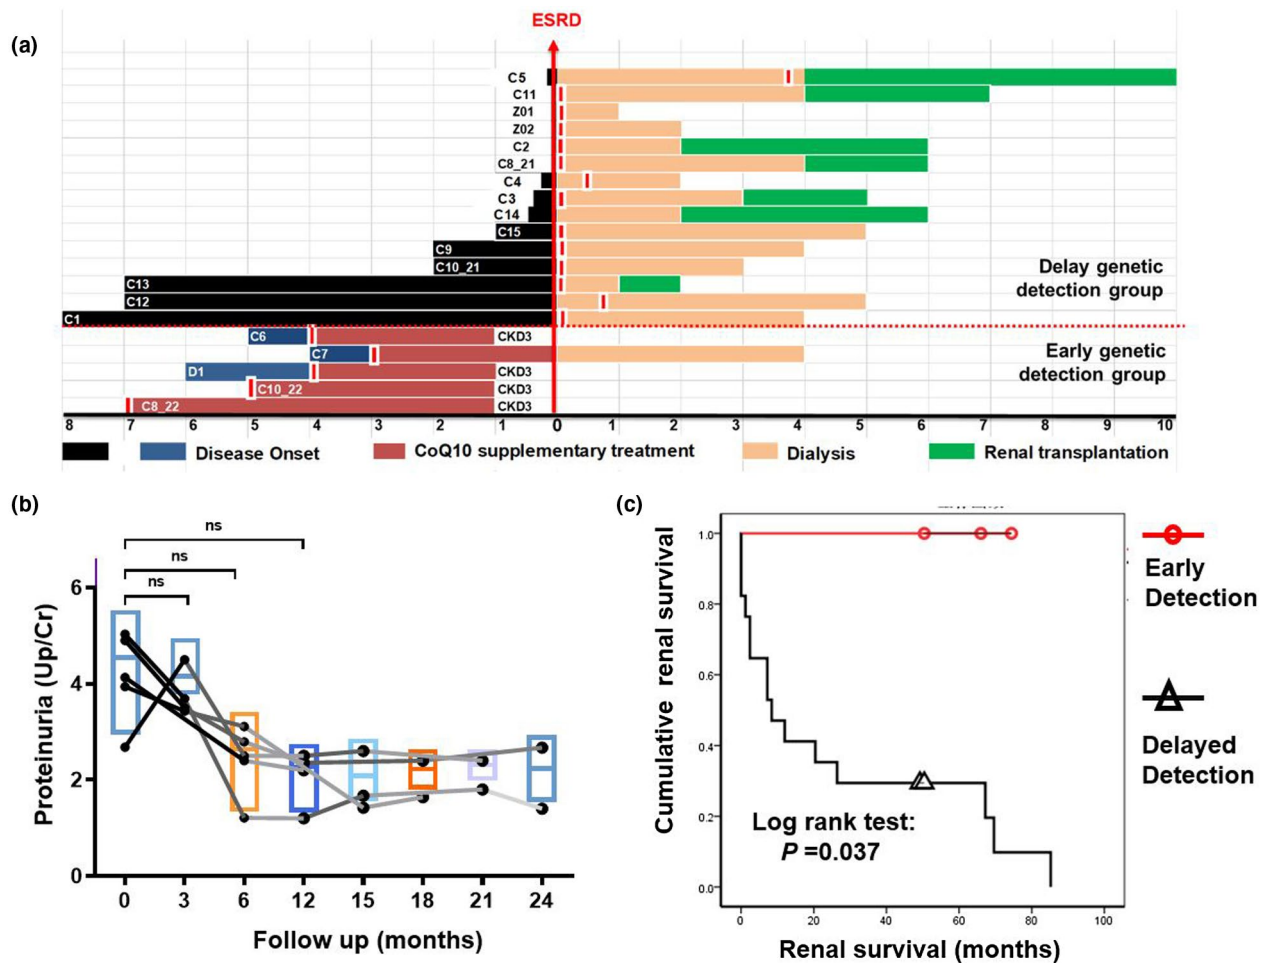 (a)
ESRD
C5
C11
Z01
Z02
C2
C8_21
C4
C3
C14
C15
C9
C10_21
C13
C12
C1
Delay genetic
detection group
C6
CKD3
C7
D1
CKD3
C10_22
CKD3
C8_22
CKD3
Early genetic
detection group
8 7 6 5 4 3 2 1 0 1 2 3 4 5 6 7 8 9 10
Disease Onset
CoQ10 supplementary treatment
Dialysis
Renal transplantation
(b)
ns
ns
ns
Proteinuria (Up/Cr)
6
4
2
0
0 3 6 12 15 18 21 24
Follow up (months)
(c)
Cumulative renal survival
1.0
0.8
0.6
0.4
0.2
0.0
Log rank test:
P =0.037
0 20 40 60 80 100
Renal survival (months)
Early
Detection
Delayed
Detection